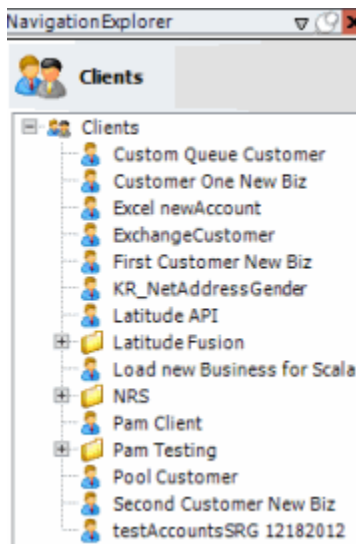 NavigationExplorer
Clients
Clients
Custom Queue Customer
Customer One New Biz
Excel newAccount
ExchangeCustomer
First Customer New Biz
KR_NetAddressGender
Latitude API
Latitude Fusion
Load new Business for Scala
NRS
Pam Client
Pam Testing
Pool Customer
Second Customer New Biz
testAccountsSRG 12182012